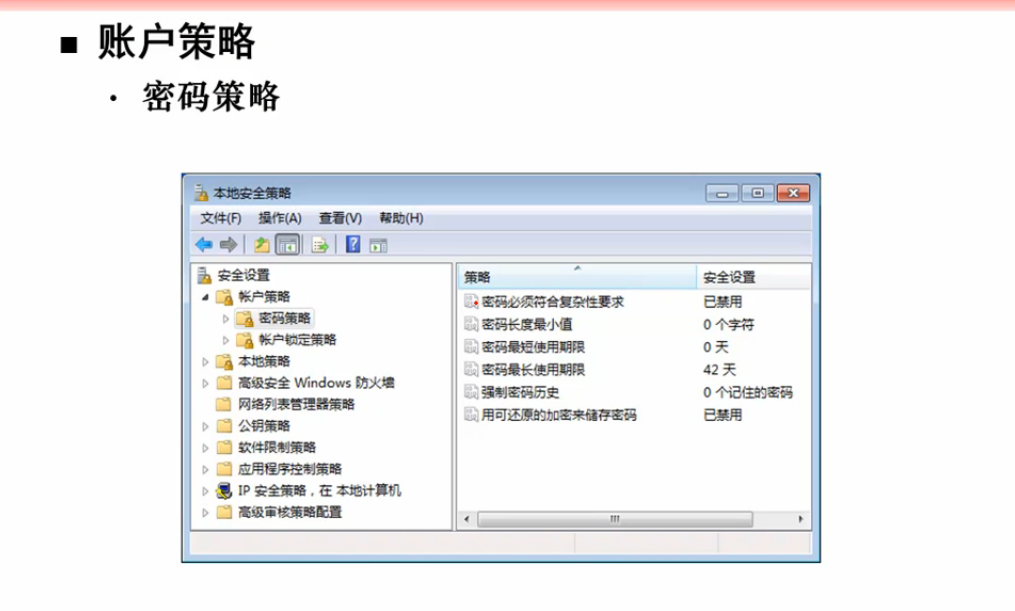 ■ 账户策略
· 密码策略
本地安全策略
文件(F) 操作(A) 查看(V) 帮助(H)
安全设置
帐户策略
密码策略
帐户锁定策略
本地策略
高级安全 Windows 防火墙
网络列表管理器策略
公钥策略
软件限制策略
应用程序控制策略
IP 安全策略，在 本地计算机
高级审核策略配置
策略 安全设置
密码必须符合复杂性要求 已禁用
密码长度最小值 0 个字符
密码最短使用期限 0 天
密码最长使用期限 42 天
强制密码历史 0 个记住的密码
用可还原的加密来储存密码 已禁用